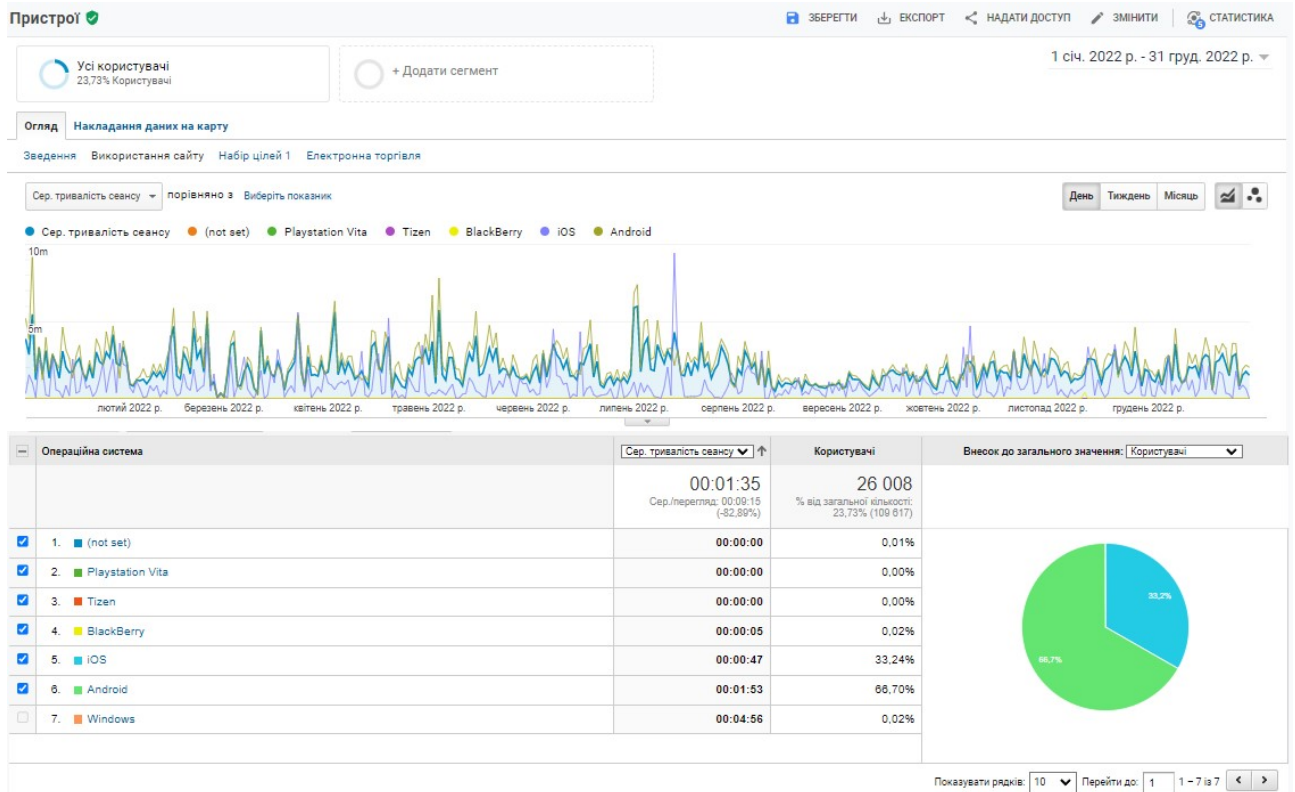 Пристрої
ЗБЕРЕГТИ ЕКСПОРТ НАДАТИ ДОСТУП ЗМІНИТИ 5 СТАТИСТИКА
Усі користувачі
23,73% Користувачі
+ Додати сегмент
1 січ. 2022 р. - 31 груд. 2022 р.
Огляд Накладання даних на карту
Зведення Використання сайту Набір цілей 1 Електронна торгівля
Сер. тривалість сеансу порівняно з Виберіть показник
День Тиждень Місяць
Сер. тривалість сеансу (not set) Playstation Vita Tizen BlackBerry iOS Android
10m
5m
лютий 2022 р. березень 2022 р. квітень 2022 р. травень 2022 р. червень 2022 р. липень 2022 р. серпень 2022 р. вересень 2022 р. жовтень 2022 р. листопад 2022 р. грудень 2022 р.
Операційна система Сер. тривалість сеансу Користувачі Внесок до загального значення: Користувачі
00:01:35 26 008
Сер./перегляд: 00:09:15 % від загальної кількості:
(-82,89%) 23,73% (109 617)
1. (not set) 00:00:00 0,01%
2. Playstation Vita 00:00:00 0,00%
3. Tizen 00:00:00 0,00%
4. BlackBerry 00:00:05 0,02%
5. iOS 00:00:47 33,24%
6. Android 00:01:53 66,70%
7. Windows 00:04:56 0,02%
33,2%
66,7%
Показувати рядків: 10 Перейти до: 1 1 – 7 із 7